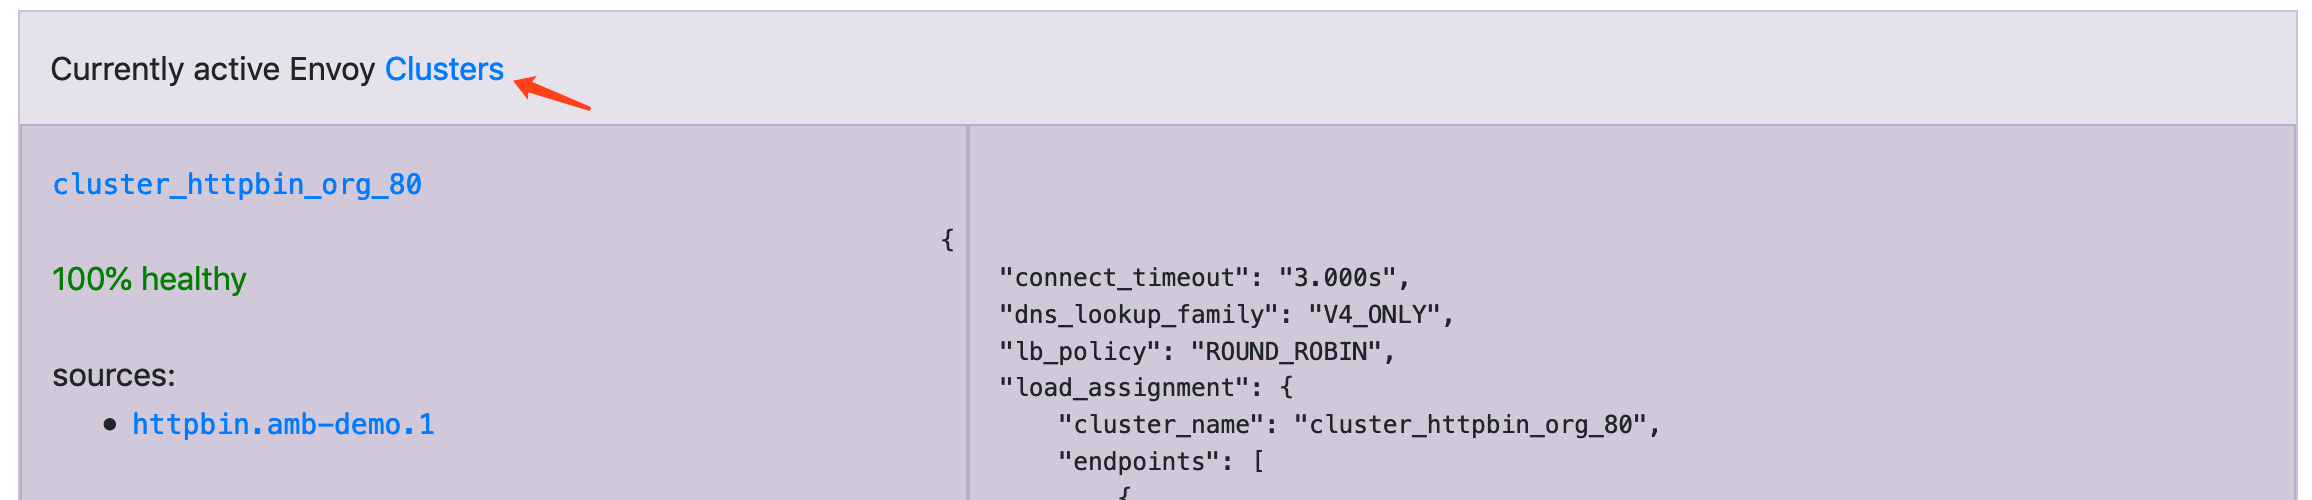 Currently active Envoy Clusters
cluster_httpbin_org_80
100% healthy
sources:
• httpbin.amb-demo.1
{
"connect_timeout": "3.000s",
"dns_lookup_family": "V4_ONLY",
"lb_policy": "ROUND_ROBIN",
"load_assignment": {
"cluster_name": "cluster_httpbin_org_80",
"endpoints": [
{